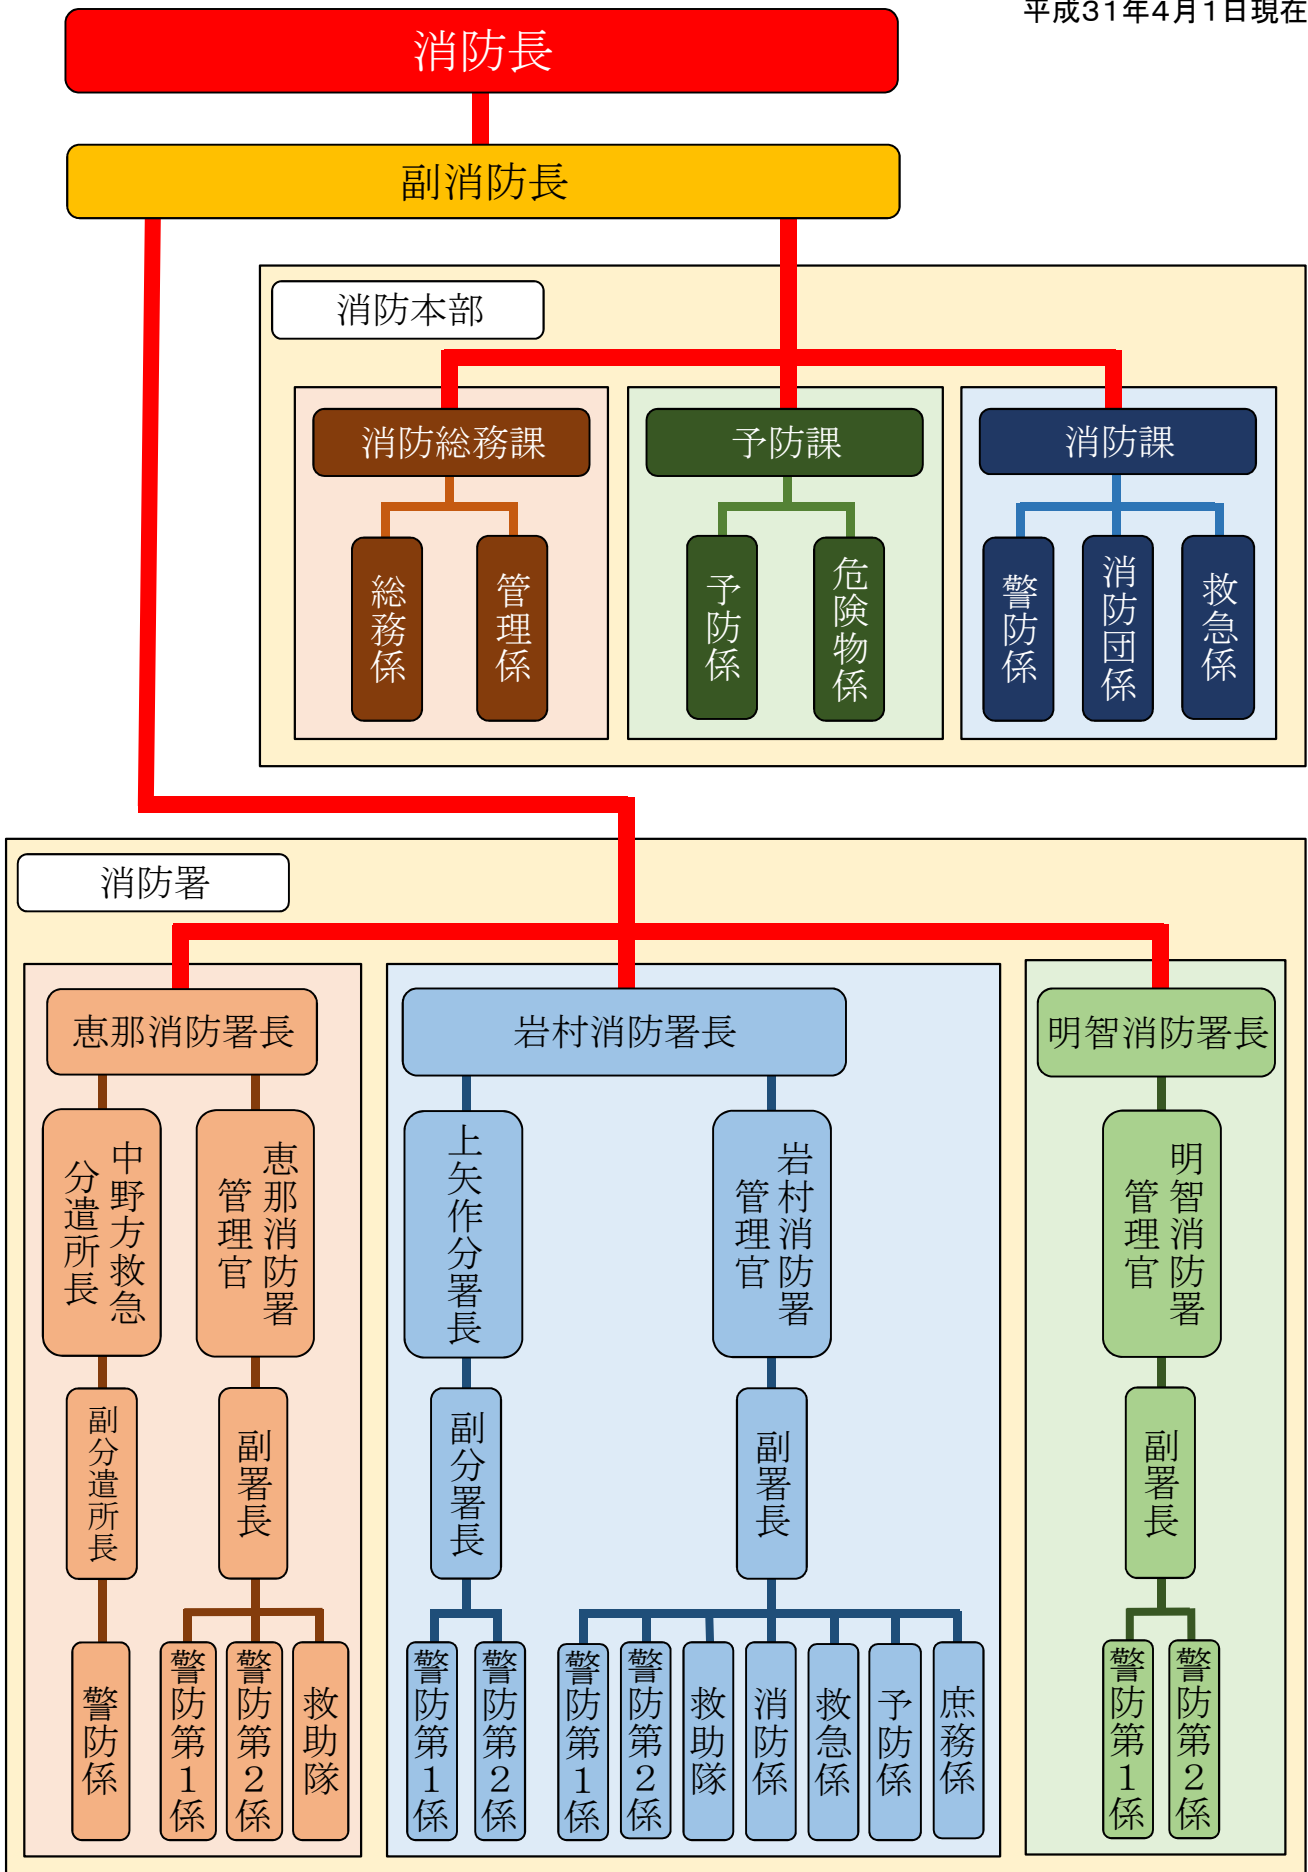 平成31年4月1日現在
消防長
副消防長
消防本部
消防総務課
予防課
消防課
総務係
管理係
予防係
危険物係
警防係
消防団係
救急係
消防署
恵那消防署長
岩村消防署長
明智消防署長
中野方救急
分遣所長
恵那消防署
管理官
上矢作分署長
岩村消防署
管理官
明智消防署
管理官
副分遣所長
副署長
副分署長
副署長
副署長
警防係
警防第1係
警防第2係
救助隊
警防第1係
警防第2係
警防第1係
警防第2係
救助隊
消防係
救急係
予防係
庶務係
警防第1係
警防第2係